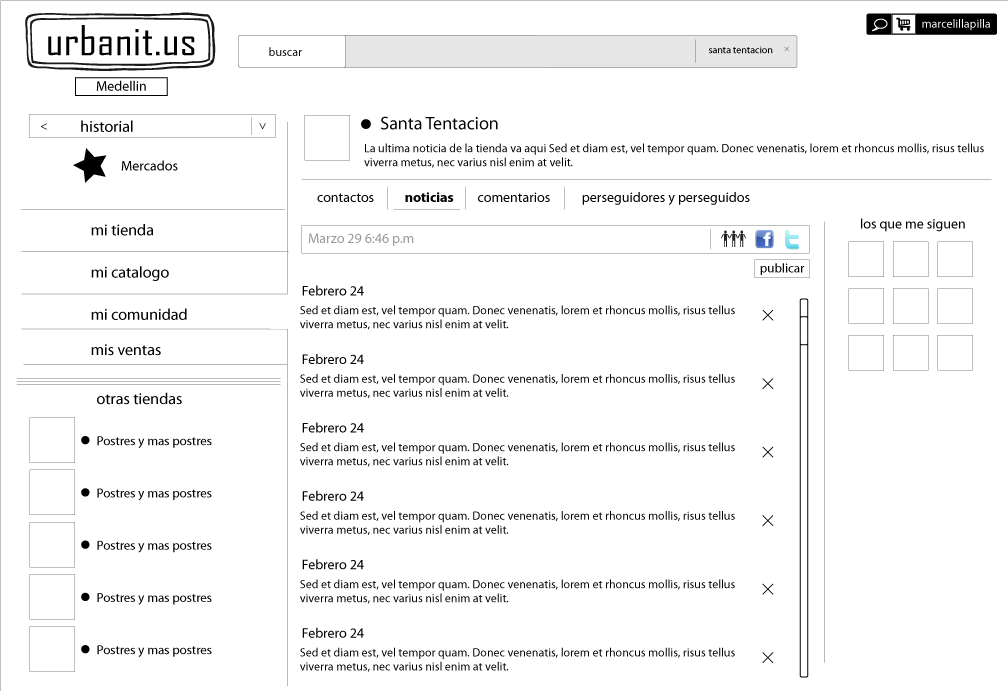 urbanit.us
Medellin
buscar
santa tentacion ×
marcelillapilla
< historial v
Mercados
mi tienda
mi catalogo
mi comunidad
mis ventas
otras tiendas
Postres y mas postres
Postres y mas postres
Postres y mas postres
Postres y mas postres
Postres y mas postres
Santa Tentacion
La ultima noticia de la tienda va aqui Sed et diam est, vel tempor quam. Donec venenatis, lorem et rhoncus mollis, risus tellus
viverra metus, nec varius nisl enim at velit.
contactos
noticias
comentarios
perseguidores y perseguidos
Marzo 29 6:46 p.m
f
t
publicar
Febrero 24
Sed et diam est, vel tempor quam. Donec venenatis, lorem et rhoncus mollis, risus tellus
viverra metus, nec varius nisl enim at velit.
Febrero 24
Sed et diam est, vel tempor quam. Donec venenatis, lorem et rhoncus mollis, risus tellus
viverra metus, nec varius nisl enim at velit.
Febrero 24
Sed et diam est, vel tempor quam. Donec venenatis, lorem et rhoncus mollis, risus tellus
viverra metus, nec varius nisl enim at velit.
Febrero 24
Sed et diam est, vel tempor quam. Donec venenatis, lorem et rhoncus mollis, risus tellus
viverra metus, nec varius nisl enim at velit.
Febrero 24
Sed et diam est, vel tempor quam. Donec venenatis, lorem et rhoncus mollis, risus tellus
viverra metus, nec varius nisl enim at velit.
Febrero 24
Sed et diam est, vel tempor quam. Donec venenatis, lorem et rhoncus mollis, risus tellus
viverra metus, nec varius nisl enim at velit.
los que me siguen